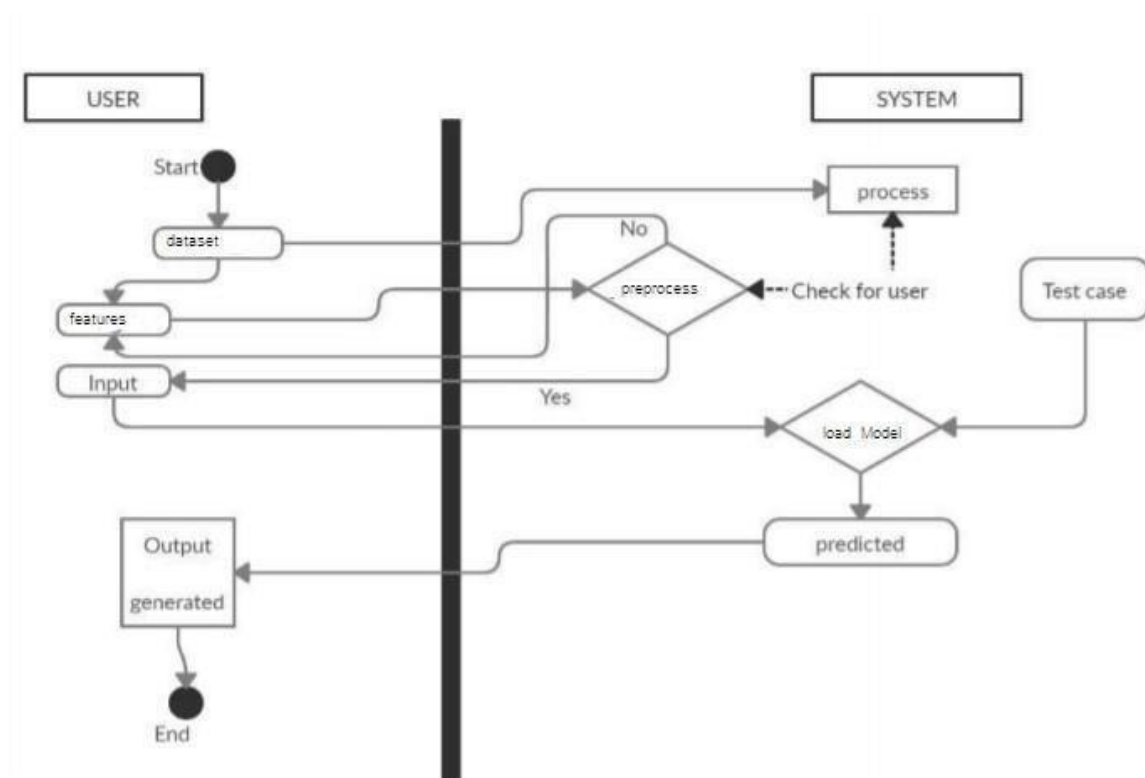 USER
SYSTEM
Start
process
dataset
No
preprocess
Check for user
Test case
features
Input
Yes
load Model
Output
generated
predicted
End